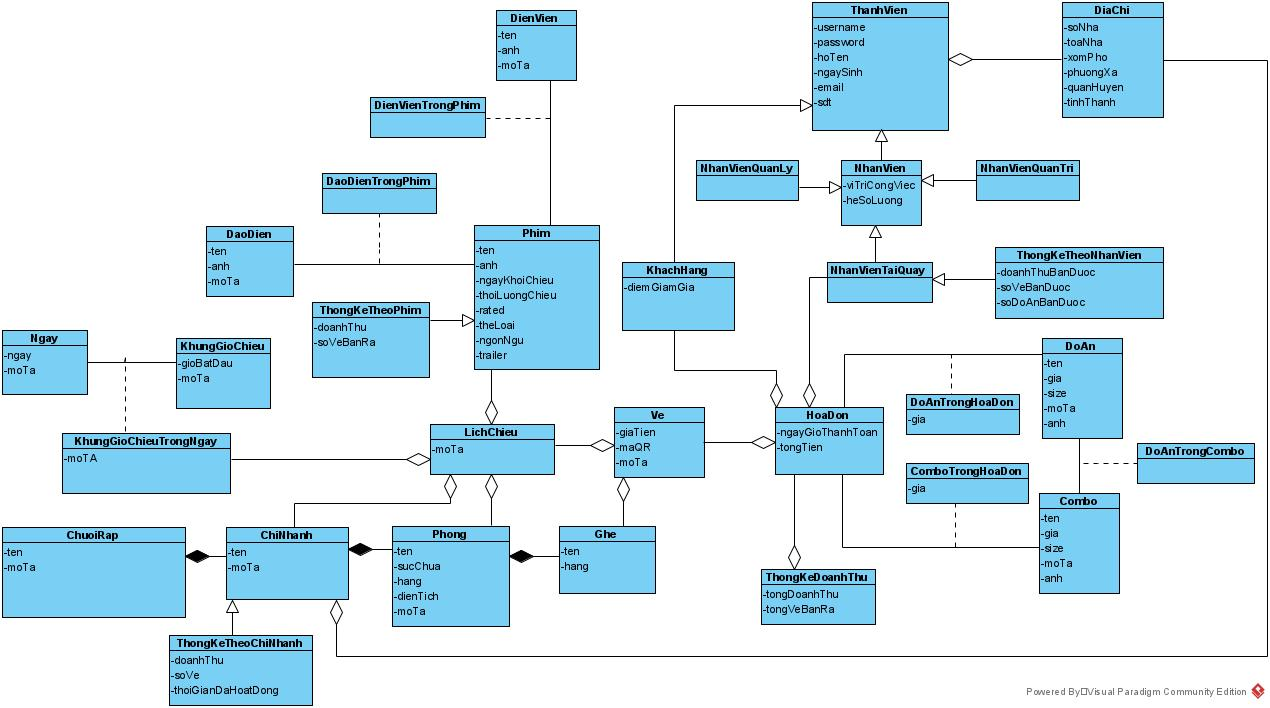 DienVien
-ten
-anh
-moTa
ThanhVien
-username
-password
-hoTen
-ngaySinh
-email
-sdt
DiaChi
-soNha
-toaNha
-xomPho
-phuongXa
-quanHuyen
-tinhThanh
DienVienTrongPhim
DaoDienTrongPhim
NhanVienQuanLy
NhanVien
-viTriCongViec
-heSoLuong
NhanVienQuanTri
DaoDien
-ten
-anh
-moTa
Phim
-ten
-anh
-ngayKhoiChieu
-thoiLuongChieu
-rated
-theLoai
-ngonNgu
-trailer
KhachHang
-diemGiamGia
NhanVienTaiQuay
ThongKeTheoNhanVien
-doanhThuBanDuoc
-soVeBanDuoc
-soDoAnBanDuoc
ThongKeTheoPhim
-doanhThu
-soVeBanRa
Ngay
-ngay
-moTa
KhungGioChieu
-gioBatDau
-moTa
DoAn
-ten
-gia
-size
-moTa
-anh
DoAnTrongHoaDon
-gia
KhungGioChieuTrongNgay
-moTA
LichChieu
-moTa
Ve
-giaTien
-maQR
-moTa
HoaDon
-ngayGioThanhToan
-tongTien
DoAnTrongCombo
ComboTrongHoaDon
-gia
Combo
-ten
-gia
-size
-moTa
-anh
ChuoiRap
-ten
-moTa
ChiNhanh
-ten
-moTa
Phong
-ten
-sucChua
-hang
-dienTich
-moTa
Ghe
-ten
-hang
ThongKeDoanhThu
-tongDoanhThu
-tongVeBanRa
ThongKeTheoChiNhanh
-doanhThu
-soVe
-thoiGianDaHoatDong
Powered By Visual Paradigm Community Edition